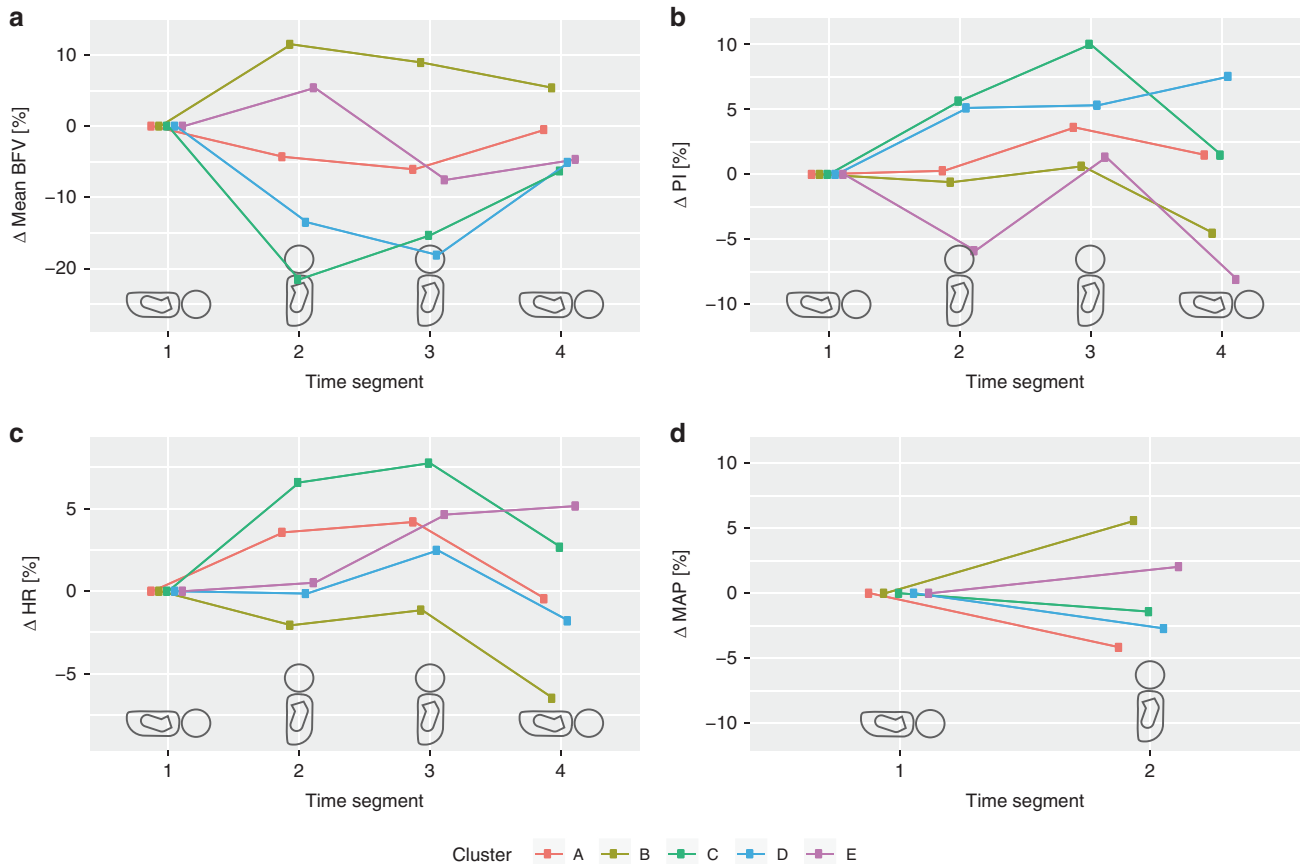 a
Δ Mean BFV [%]
10
0
−10
−20
1 2 3 4
Time segment
b
Δ PI [%]
10
5
0
−5
−10
1 2 3 4
Time segment
c
Δ HR [%]
5
0
−5
1 2 3 4
Time segment
d
Δ MAP [%]
10
5
0
−5
−10
1 2
Time segment
Cluster A B C D E